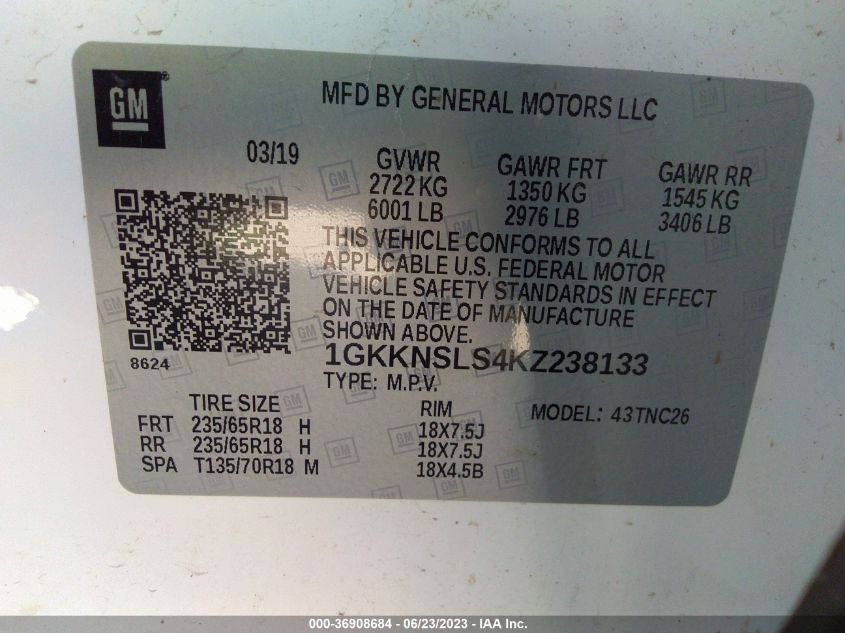 GM
MFD BY GENERAL MOTORS LLC
03/19
GVWR GAWR FRT GAWR RR
2722 KG 1350 KG 1545 KG
6001 LB 2976 LB 3406 LB
THIS VEHICLE CONFORMS TO ALL
APPLICABLE U.S. FEDERAL MOTOR
VEHICLE SAFETY STANDARDS IN EFFECT
ON THE DATE OF MANUFACTURE
SHOWN ABOVE.
8624
1GKKNSLS4KZ238133
TYPE: M.P.V.
TIRE SIZE RIM MODEL: 43TNC26
FRT 235/65R18 H 18X7.5J
RR 235/65R18 H 18X7.5J
SPA T135/70R18 M 18X4.5B
000-36908684 - 06/23/2023 - IAA Inc.